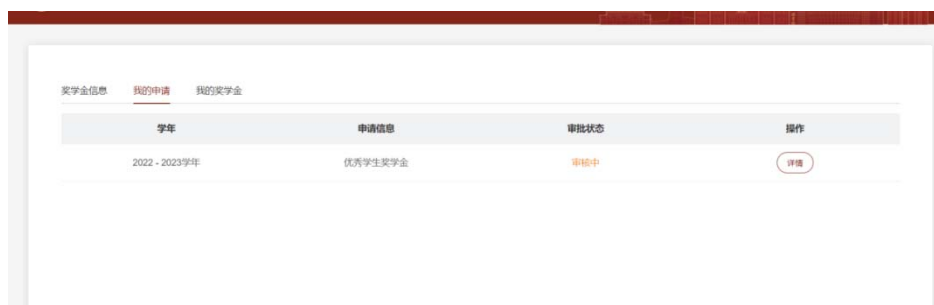 奖学金信息 我的申请 我的奖学金
学年 申请信息 审批状态 操作
2022 - 2023学年 优秀学生奖学金 审核中 详情